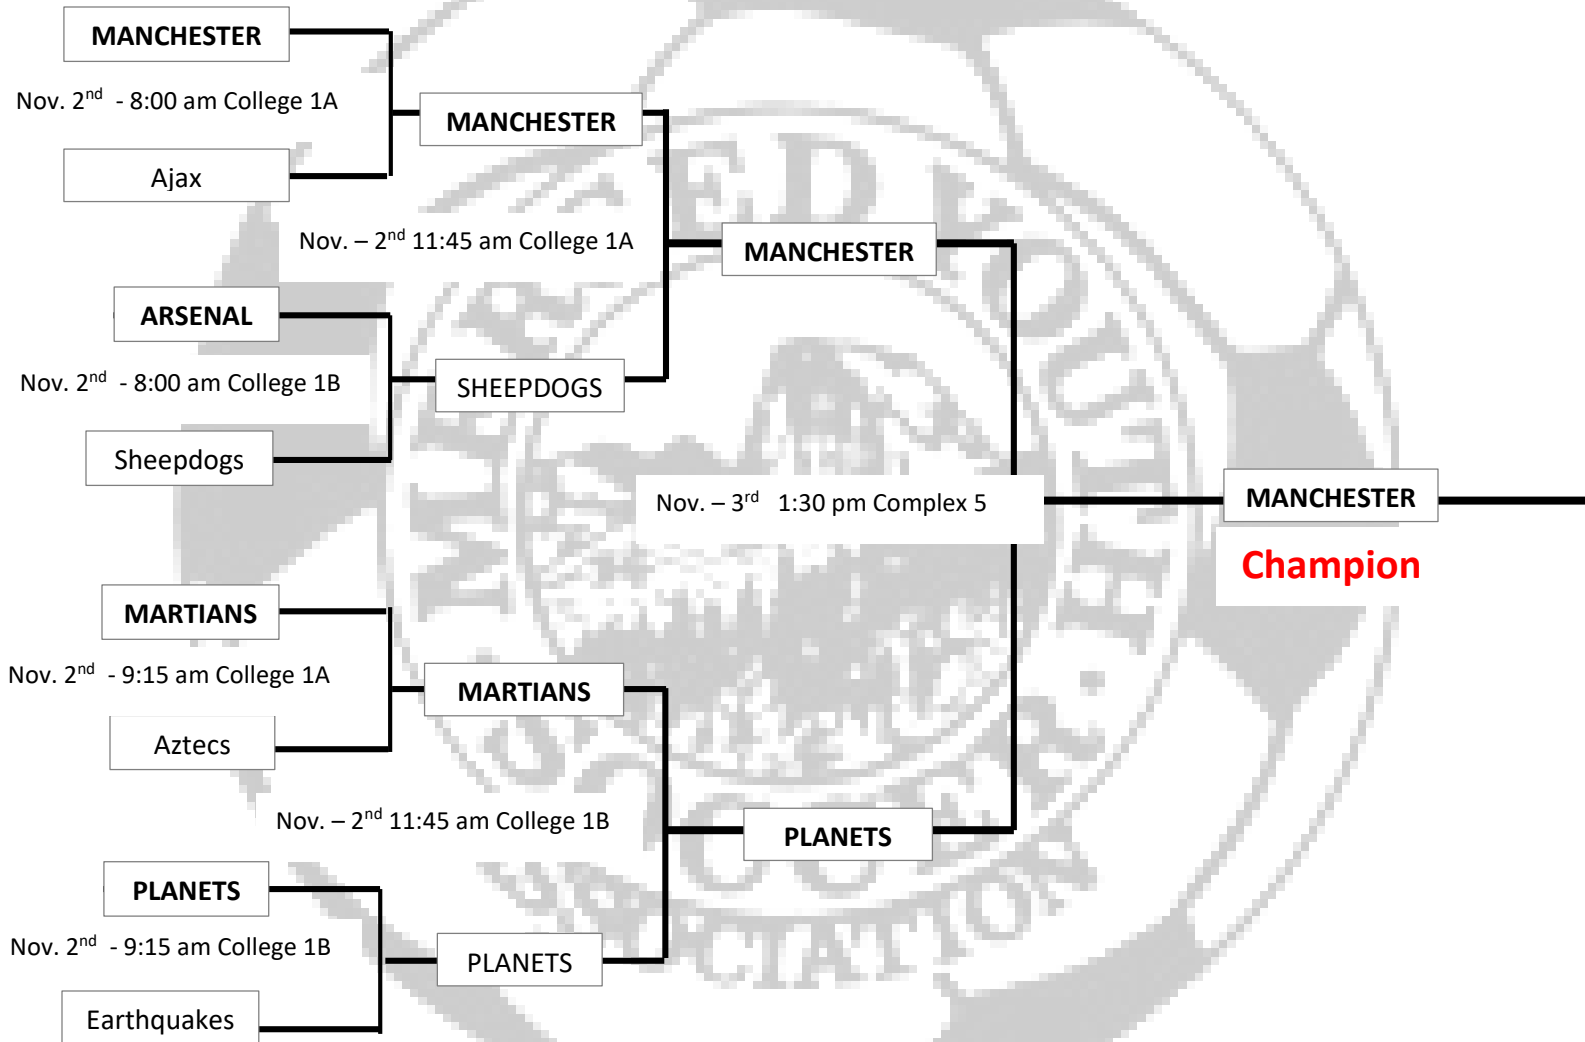 MANCHESTER
Nov. 2nd - 8:00 am College 1A
MANCHESTER
Ajax
Nov. – 2nd 11:45 am College 1A
MANCHESTER
ARSENAL
Nov. 2nd - 8:00 am College 1B
SHEEPDOGS
Sheepdogs
Nov. – 3rd 1:30 pm Complex 5
MANCHESTER
Champion
MARTIANS
Nov. 2nd - 9:15 am College 1A
MARTIANS
Aztecs
Nov. – 2nd 11:45 am College 1B
PLANETS
PLANETS
Nov. 2nd - 9:15 am College 1B
PLANETS
Earthquakes